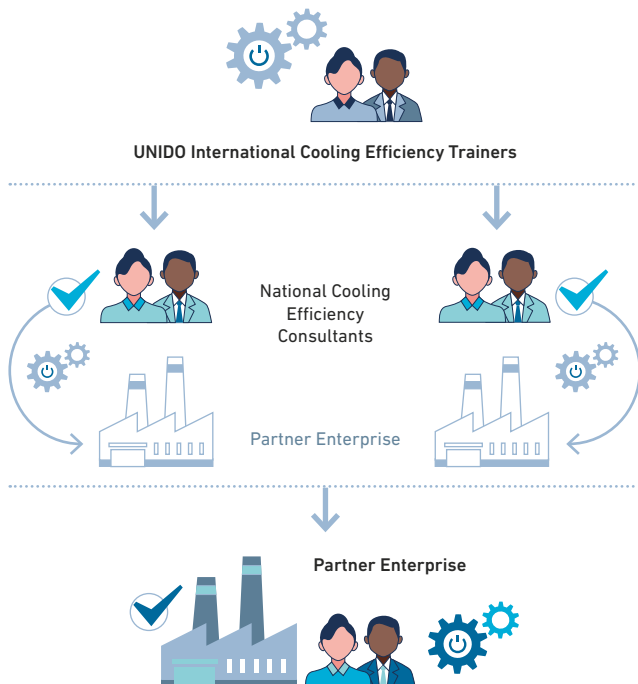 UNIDO International Cooling Efficiency Trainers
National Cooling
Efficiency
Consultants
Partner Enterprise
Partner Enterprise